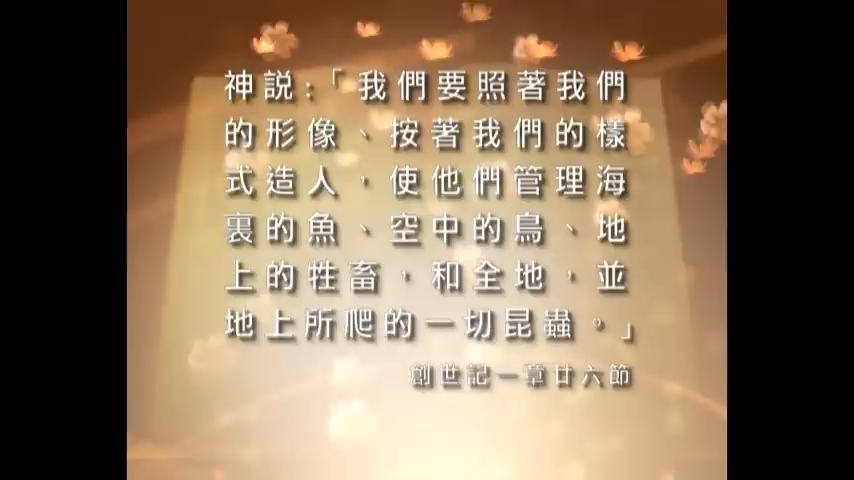 神説:「我們要照著我們
的形像、按著我們的樣
式造人，使他們管理海
裏的魚、空中的鳥、地
上的牲畜，和全地，並
地上所爬的一切昆蟲。」
創世記一章廿六節